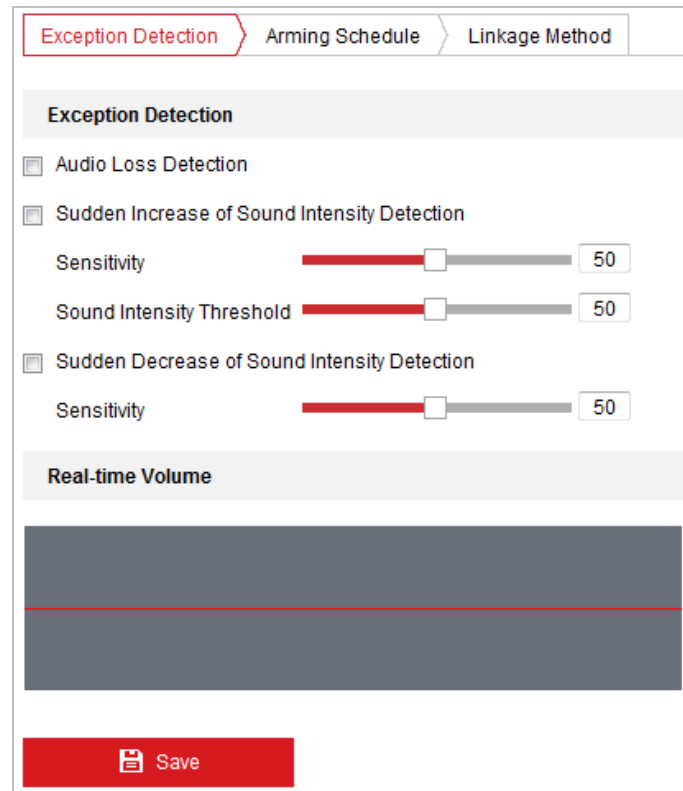 Exception Detection Arming Schedule Linkage Method
Exception Detection
Audio Loss Detection
Sudden Increase of Sound Intensity Detection
Sensitivity 50
Sound Intensity Threshold 50
Sudden Decrease of Sound Intensity Detection
Sensitivity 50
Real-time Volume
Save